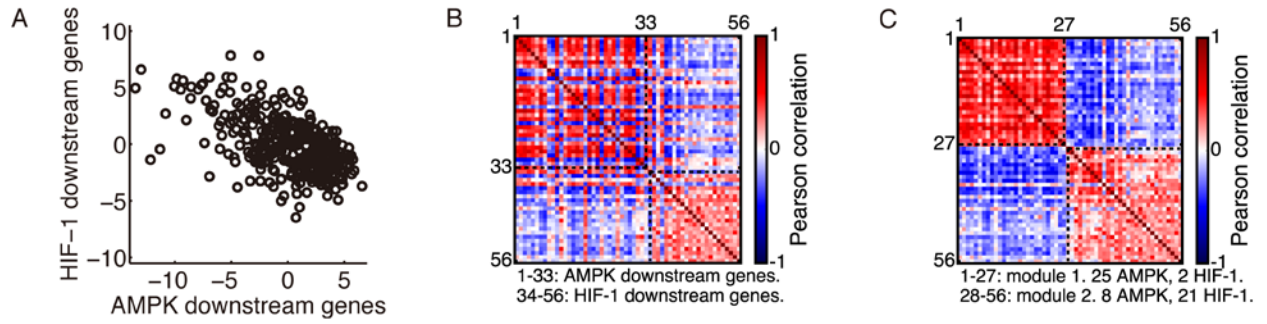 A
HIF−1 downstream genes
10
5
0
−5
−10
−10 −5 0 5
AMPK downstream genes
B
1 33 56
1
33
56
1
0
-1
Pearson correlation
1-33: AMPK downstream genes.
34-56: HIF-1 downstream genes.
C
1 27 56
1
27
56
1
0
-1
Pearson correlation
1-27: module 1. 25 AMPK, 2 HIF-1.
28-56: module 2. 8 AMPK, 21 HIF-1.